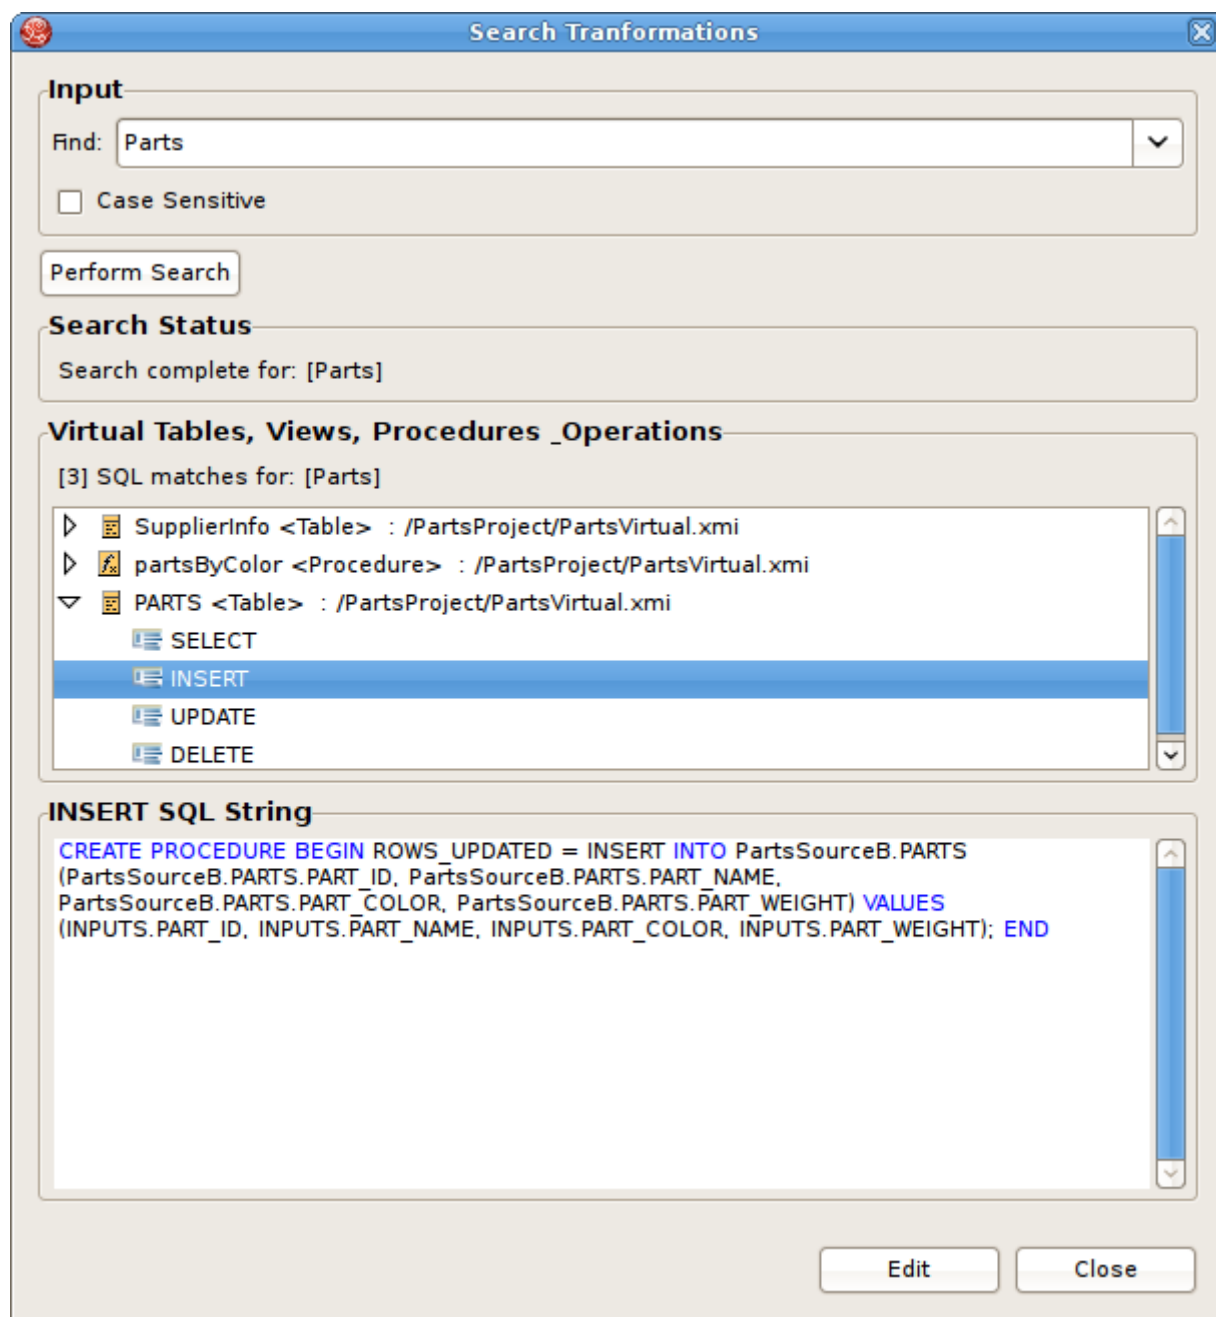 Search Tranformations
Input
Find: Parts
Case Sensitive
Perform Search
Search Status
Search complete for: [Parts]
Virtual Tables, Views, Procedures _Operations
[3] SQL matches for: [Parts]
SupplierInfo <Table>  : /PartsProject/PartsVirtual.xmi
partsByColor <Procedure>  : /PartsProject/PartsVirtual.xmi
PARTS <Table>  : /PartsProject/PartsVirtual.xmi
SELECT
INSERT
UPDATE
DELETE
INSERT SQL String
CREATE PROCEDURE BEGIN ROWS_UPDATED = INSERT INTO PartsSourceB.PARTS
(PartsSourceB.PARTS.PART_ID, PartsSourceB.PARTS.PART_NAME,
PartsSourceB.PARTS.PART_COLOR, PartsSourceB.PARTS.PART_WEIGHT) VALUES
(INPUTS.PART_ID, INPUTS.PART_NAME, INPUTS.PART_COLOR, INPUTS.PART_WEIGHT); END
Edit Close